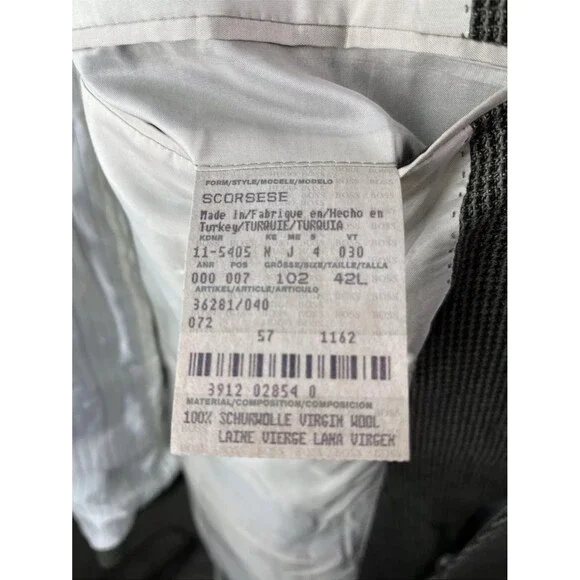 FORM/STYLE/MODELE/MODELO
SCORSESE
Made in/Fabrique en/Hecho en
Turkey/TURQUIE/TURQUIA
KDNR KE ME S VT
11-5405 N J 4 030
ANR POS GRÖSSE/SIZE/TAILLE/TALLA
000 007 102 42L
ARTIKEL/ARTICLE/ARTICULO
36281/040
072
57 1162
3912 02854 0
MATERIAL/COMPOSITION/COMPOSICION
100% SCHURWOLLE VIRGIN WOOL
LAINE VIERGE LANA VIRGEN